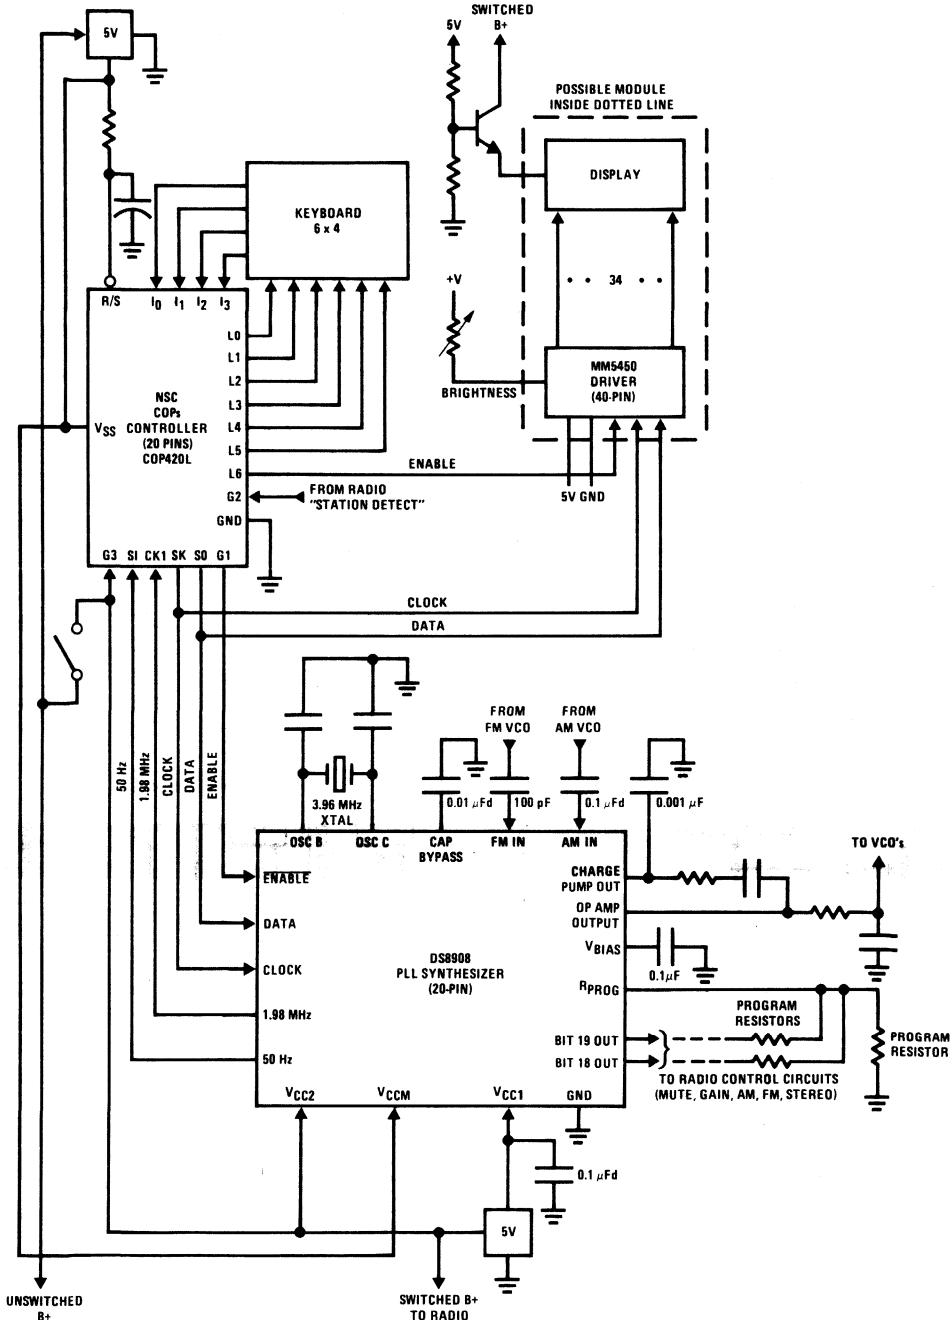 SWITCHED
B+
5V
5V
POSSIBLE MODULE
INSIDE DOTTED LINE
DISPLAY
KEYBOARD
6 x 4
34
+V
R/S
I0
I1
I2
I3
L0
L1
L2
L3
L4
L5
L6
G2
GND
VSS
NSC
COPs
CONTROLLER
(20 PINS)
COP420L
MM5450
DRIVER
(40-PIN)
BRIGHTNESS
ENABLE
5V GND
FROM RADIO
"STATION DETECT"
G3
SI
CK1
SK
S0
G1
CLOCK
DATA
50 Hz
1.98 MHz
CLOCK
DATA
ENABLE
FROM
FM VCO
FROM
AM VCO
3.96 MHz
XTAL
0.01 µFd
100 pF
0.1 µFd
0.001 µF
OSC B
OSC C
CAP
BYPASS
FM IN
AM IN
TO VCO's
ENABLE
CHARGE
PUMP OUT
OP AMP
OUTPUT
DATA
VBIAS
0.1µF
CLOCK
DS8908
PLL SYNTHESIZER
(20-PIN)
RPROG
1.98 MHz
PROGRAM
RESISTORS
PROGRAM
RESISTOR
BIT 19 OUT
50 Hz
BIT 18 OUT
TO RADIO CONTROL CIRCUITS
(MUTE, GAIN, AM, FM, STEREO)
VCC2
VCCM
VCC1
GND
0.1 µFd
5V
UNSWITCHED
B+
SWITCHED B+
TO RADIO